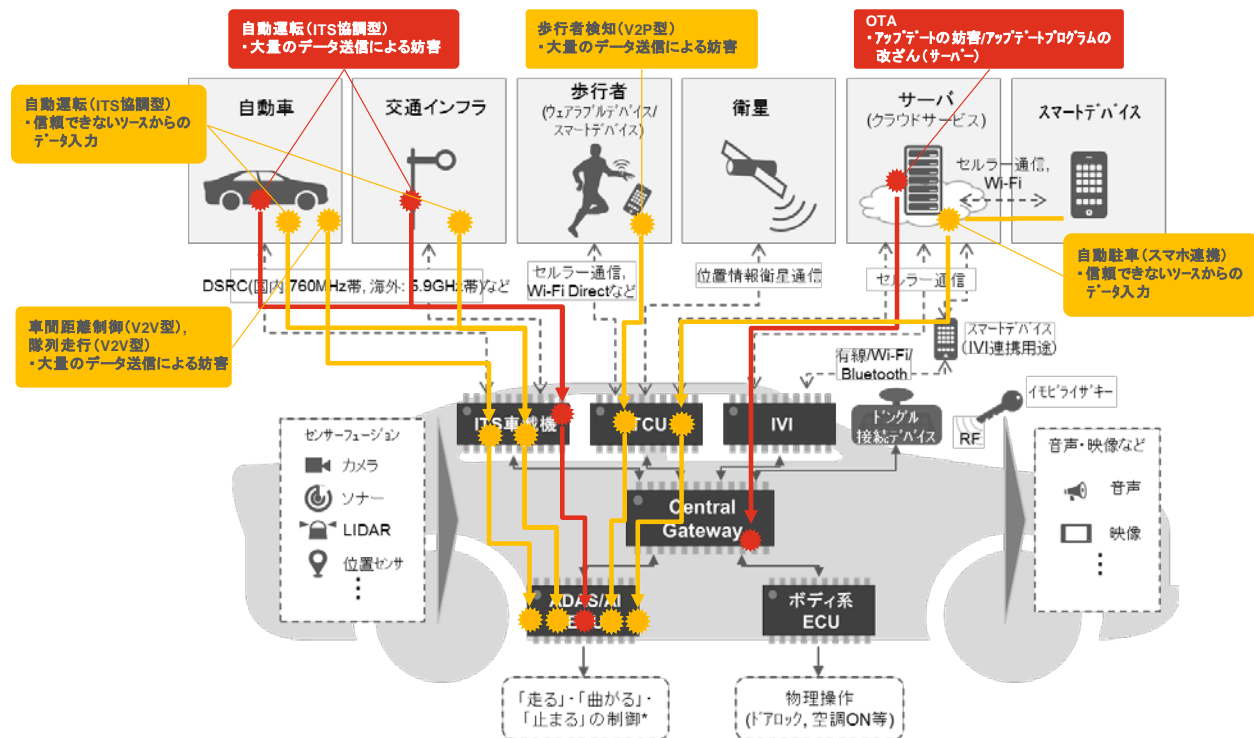 自動運転(ITS協調型)
・大量のデータ送信による妨害
歩行者検知(V2P型)
・大量のデータ送信による妨害
OTA
・アップデートの妨害/アップデートプログラムの
改ざん(サーバー)
自動運転(ITS協調型)
・信頼できないソースからの
データ入力
自動車
交通インフラ
歩行者
(ウェアラブルデバイス/
スマートデバイス)
衛星
サーバ
(クラウドサービス)
スマートデバイス
セルラー通信,
Wi-Fi
自動駐車(スマホ連携)
・信頼できないソースからの
データ入力
DSRC(国内:760MHz帯, 海外: 5.9GHz帯)など
セルラー通信,
Wi-Fi Directなど
位置情報衛星通信
セルラー通信
車間距離制御(V2V型),
隊列走行(V2V型)
・大量のデータ送信による妨害
スマートデバイス
(IVI連携用途)
有線/Wi-Fi/
Bluetooth
ITS車載機
TCU
IVI
ドングル
接続デバイス
イモビライザキー
RF
センサーフュージョン
カメラ
ソナー
LIDAR
位置センサ
Central
Gateway
音声・映像など
音声
映像
ADAS/AI
ECU
ボディ系
ECU
「走る」・「曲がる」・
「止まる」の制御*
物理操作
(ドアロック, 空調ON等)